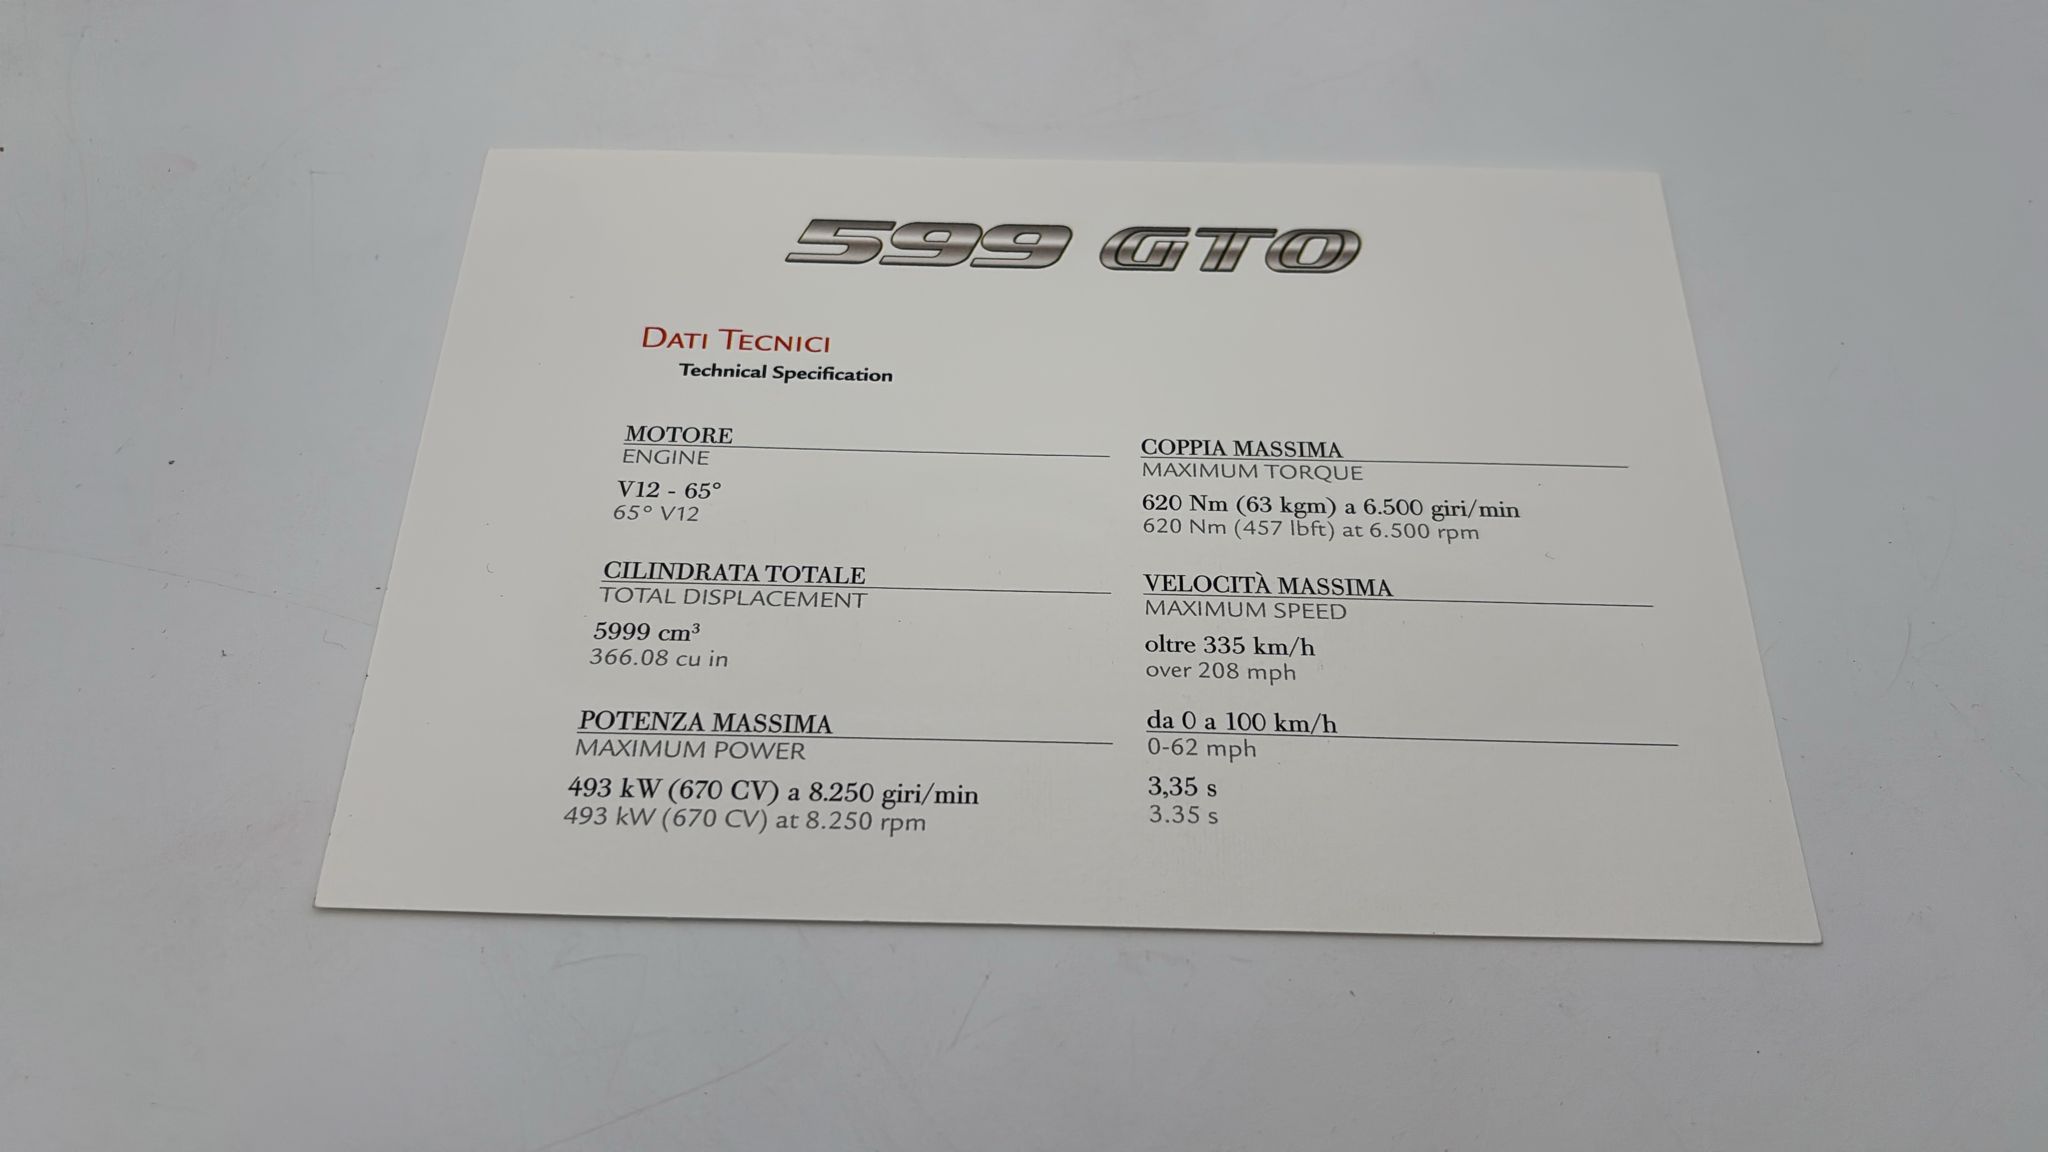 599 GTO
DATI TECNICI
Technical Specification
MOTORE
ENGINE
V12 - 65°
65° V12
CILINDRATA TOTALE
TOTAL DISPLACEMENT
5999 cm³
366.08 cu in
POTENZA MASSIMA
MAXIMUM POWER
493 kW (670 CV) a 8.250 giri/min
493 kW (670 CV) at 8.250 rpm
COPPIA MASSIMA
MAXIMUM TORQUE
620 Nm (63 kgm) a 6.500 giri/min
620 Nm (457 lbft) at 6.500 rpm
VELOCITÀ MASSIMA
MAXIMUM SPEED
oltre 335 km/h
over 208 mph
da 0 a 100 km/h
0-62 mph
3,35 s
3.35 s